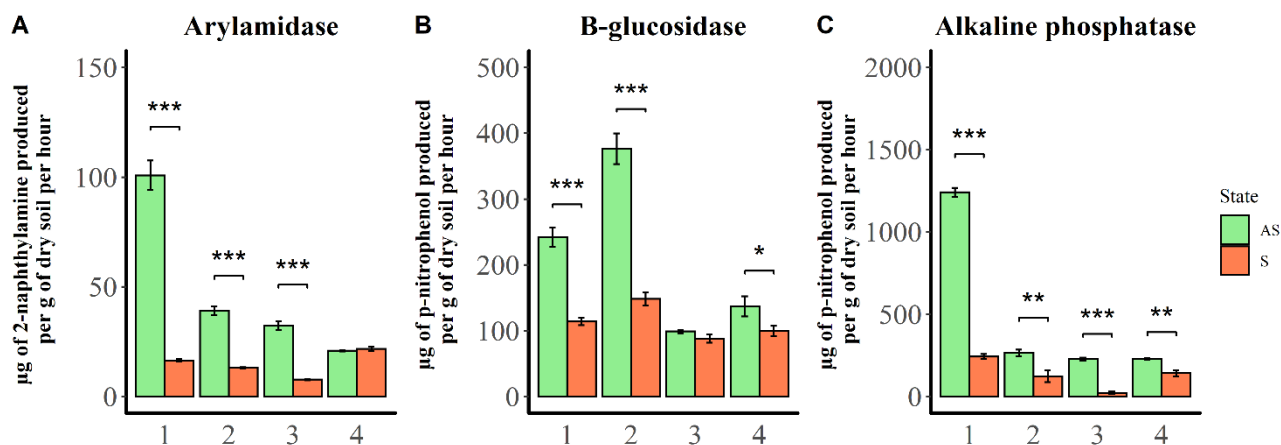 A Arylamidase
µg of 2-naphthylamine produced
per g of dry soil per hour
150
100
50
0
***
***
***
1 2 3 4
B B-glucosidase
µg of p-nitrophenol produced
per g of dry soil per hour
500
400
300
200
100
0
***
***
*
1 2 3 4
C Alkaline phosphatase
µg of p-nitrophenol produced
per g of dry soil per hour
2000
1500
1000
500
0
***
**
***
**
1 2 3 4
State
AS
S